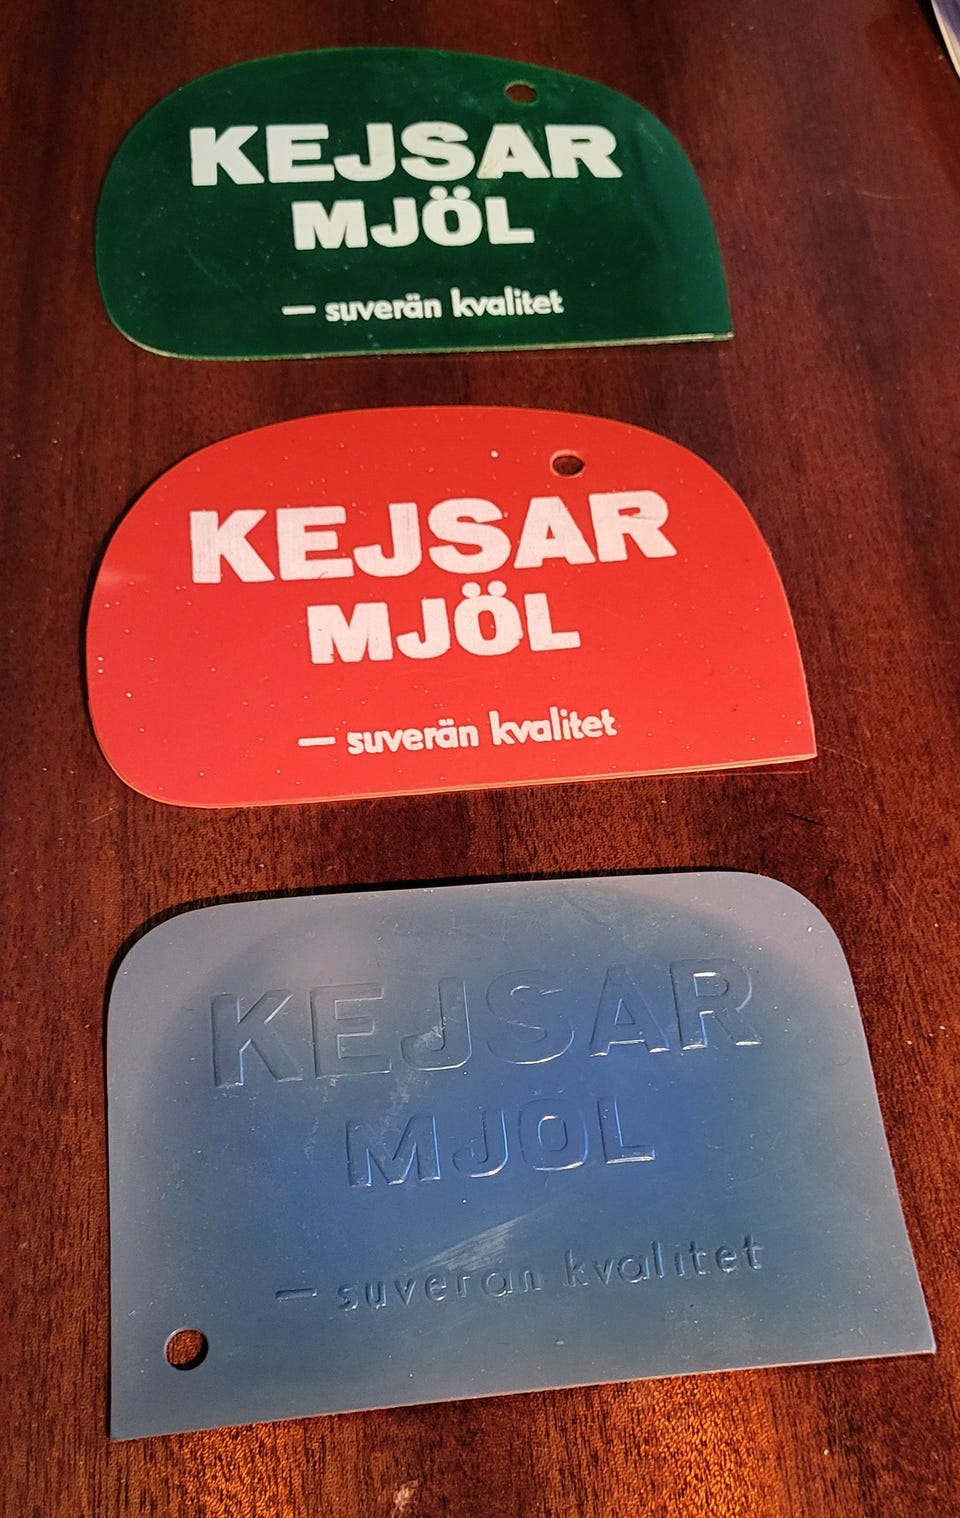 KEJSAR
MJÖL
— suverän kvalitet
KEJSAR
MJÖL
— suverän kvalitet
KEJSAR
MJÖL
— suverän kvalitet